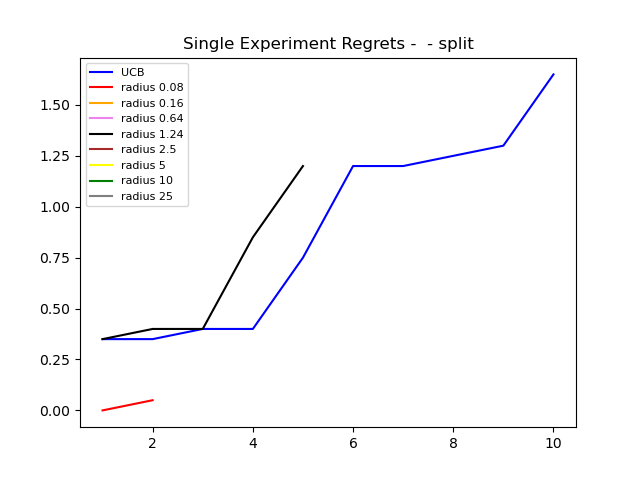 Single Experiment Regrets -  - split
UCB
radius 0.08
radius 0.16
radius 0.64
radius 1.24
radius 2.5
radius 5
radius 10
radius 25
1.50
1.25
1.00
0.75
0.50
0.25
0.00
2 4 6 8 10